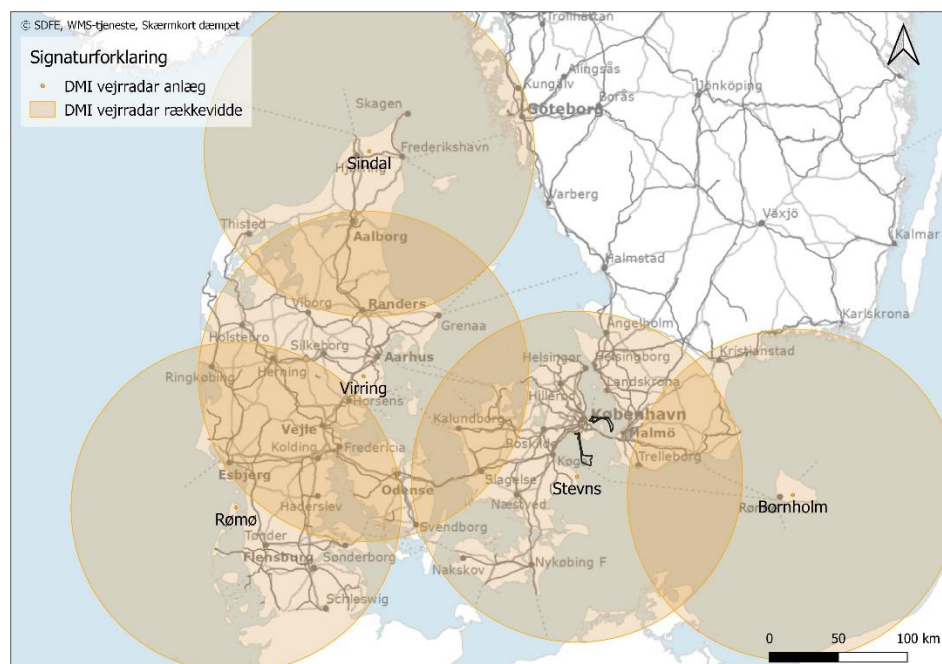 © SDFE, WMS-tjeneste, Skærmkort dæmpet
Signaturforklaring
DMI vejrradar anlæg
DMI vejrradar rækkevidde
Trollhättan
Alingsås
Kungälv
Borås
Göteborg
Jönköping
Skagen
Sindal
Frederikshavn
Varberg
Växjö
Kalmar
Thisted
Aalborg
Halmstad
Viborg
Randers
Grenaa
Karlskrona
Holstebro
Silkeborg
Aarhus
Ängelholm
Helsingør
Helsingborg
Kristianstad
Ringkøbing
Herning
Virring
Horsens
Hillerød
Landskrona
Vejle
Kalundborg
København
Kolding
Fredericia
Roskilde
Malmö
Esbjerg
Odense
Køge
Trelleborg
Slagelse
Stevns
Rømø
Haderslev
Næstved
Bornholm
Svendborg
Tønder
Flensburg
Sønderborg
Nakskov
Nykøbing F
Schleswig
0 50 100 km